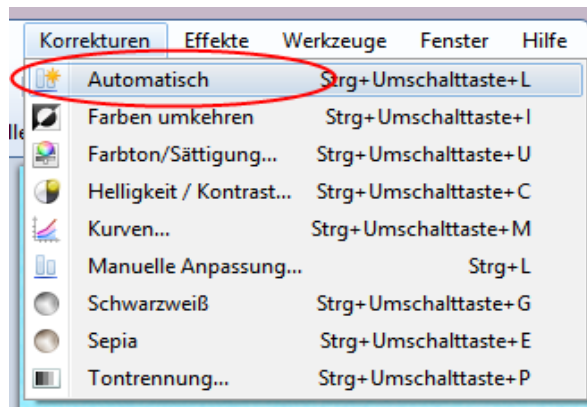 Korrekturen Effekte Werkzeuge Fenster Hilfe
Automatisch Strg+Umschalttaste+L
Farben umkehren Strg+Umschalttaste+I
Farbton/Sättigung... Strg+Umschalttaste+U
Helligkeit / Kontrast... Strg+Umschalttaste+C
Kurven... Strg+Umschalttaste+M
Manuelle Anpassung... Strg+L
Schwarzweiß Strg+Umschalttaste+G
Sepia Strg+Umschalttaste+E
Tontrennung... Strg+Umschalttaste+P